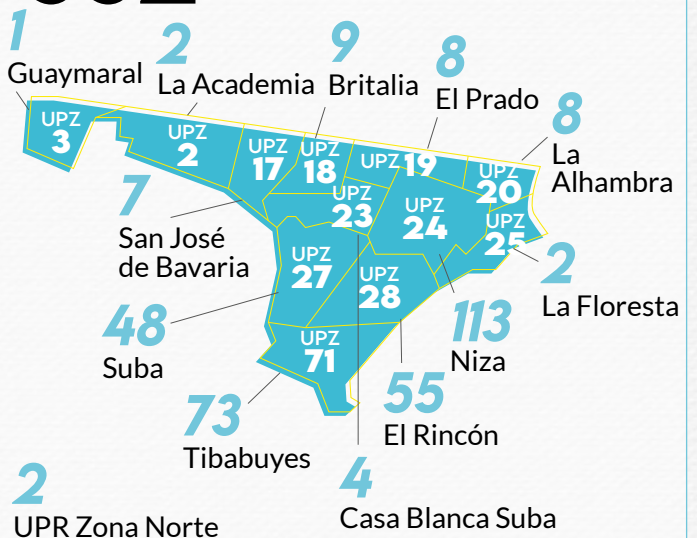 1
Guaymaral
2
La Academia
9
Britalia
8
El Prado
8
La
Alhambra
UPZ
3
UPZ
2
UPZ
17
UPZ
18
UPZ 19
UPZ
20
UPZ
23
UPZ
24
UPZ
25
UPZ
27
UPZ
28
UPZ
71
7
San José
de Bavaria
2
La Floresta
48
Suba
113
Niza
55
El Rincón
73
Tibabuyes
4
Casa Blanca Suba
2
UPR Zona Norte